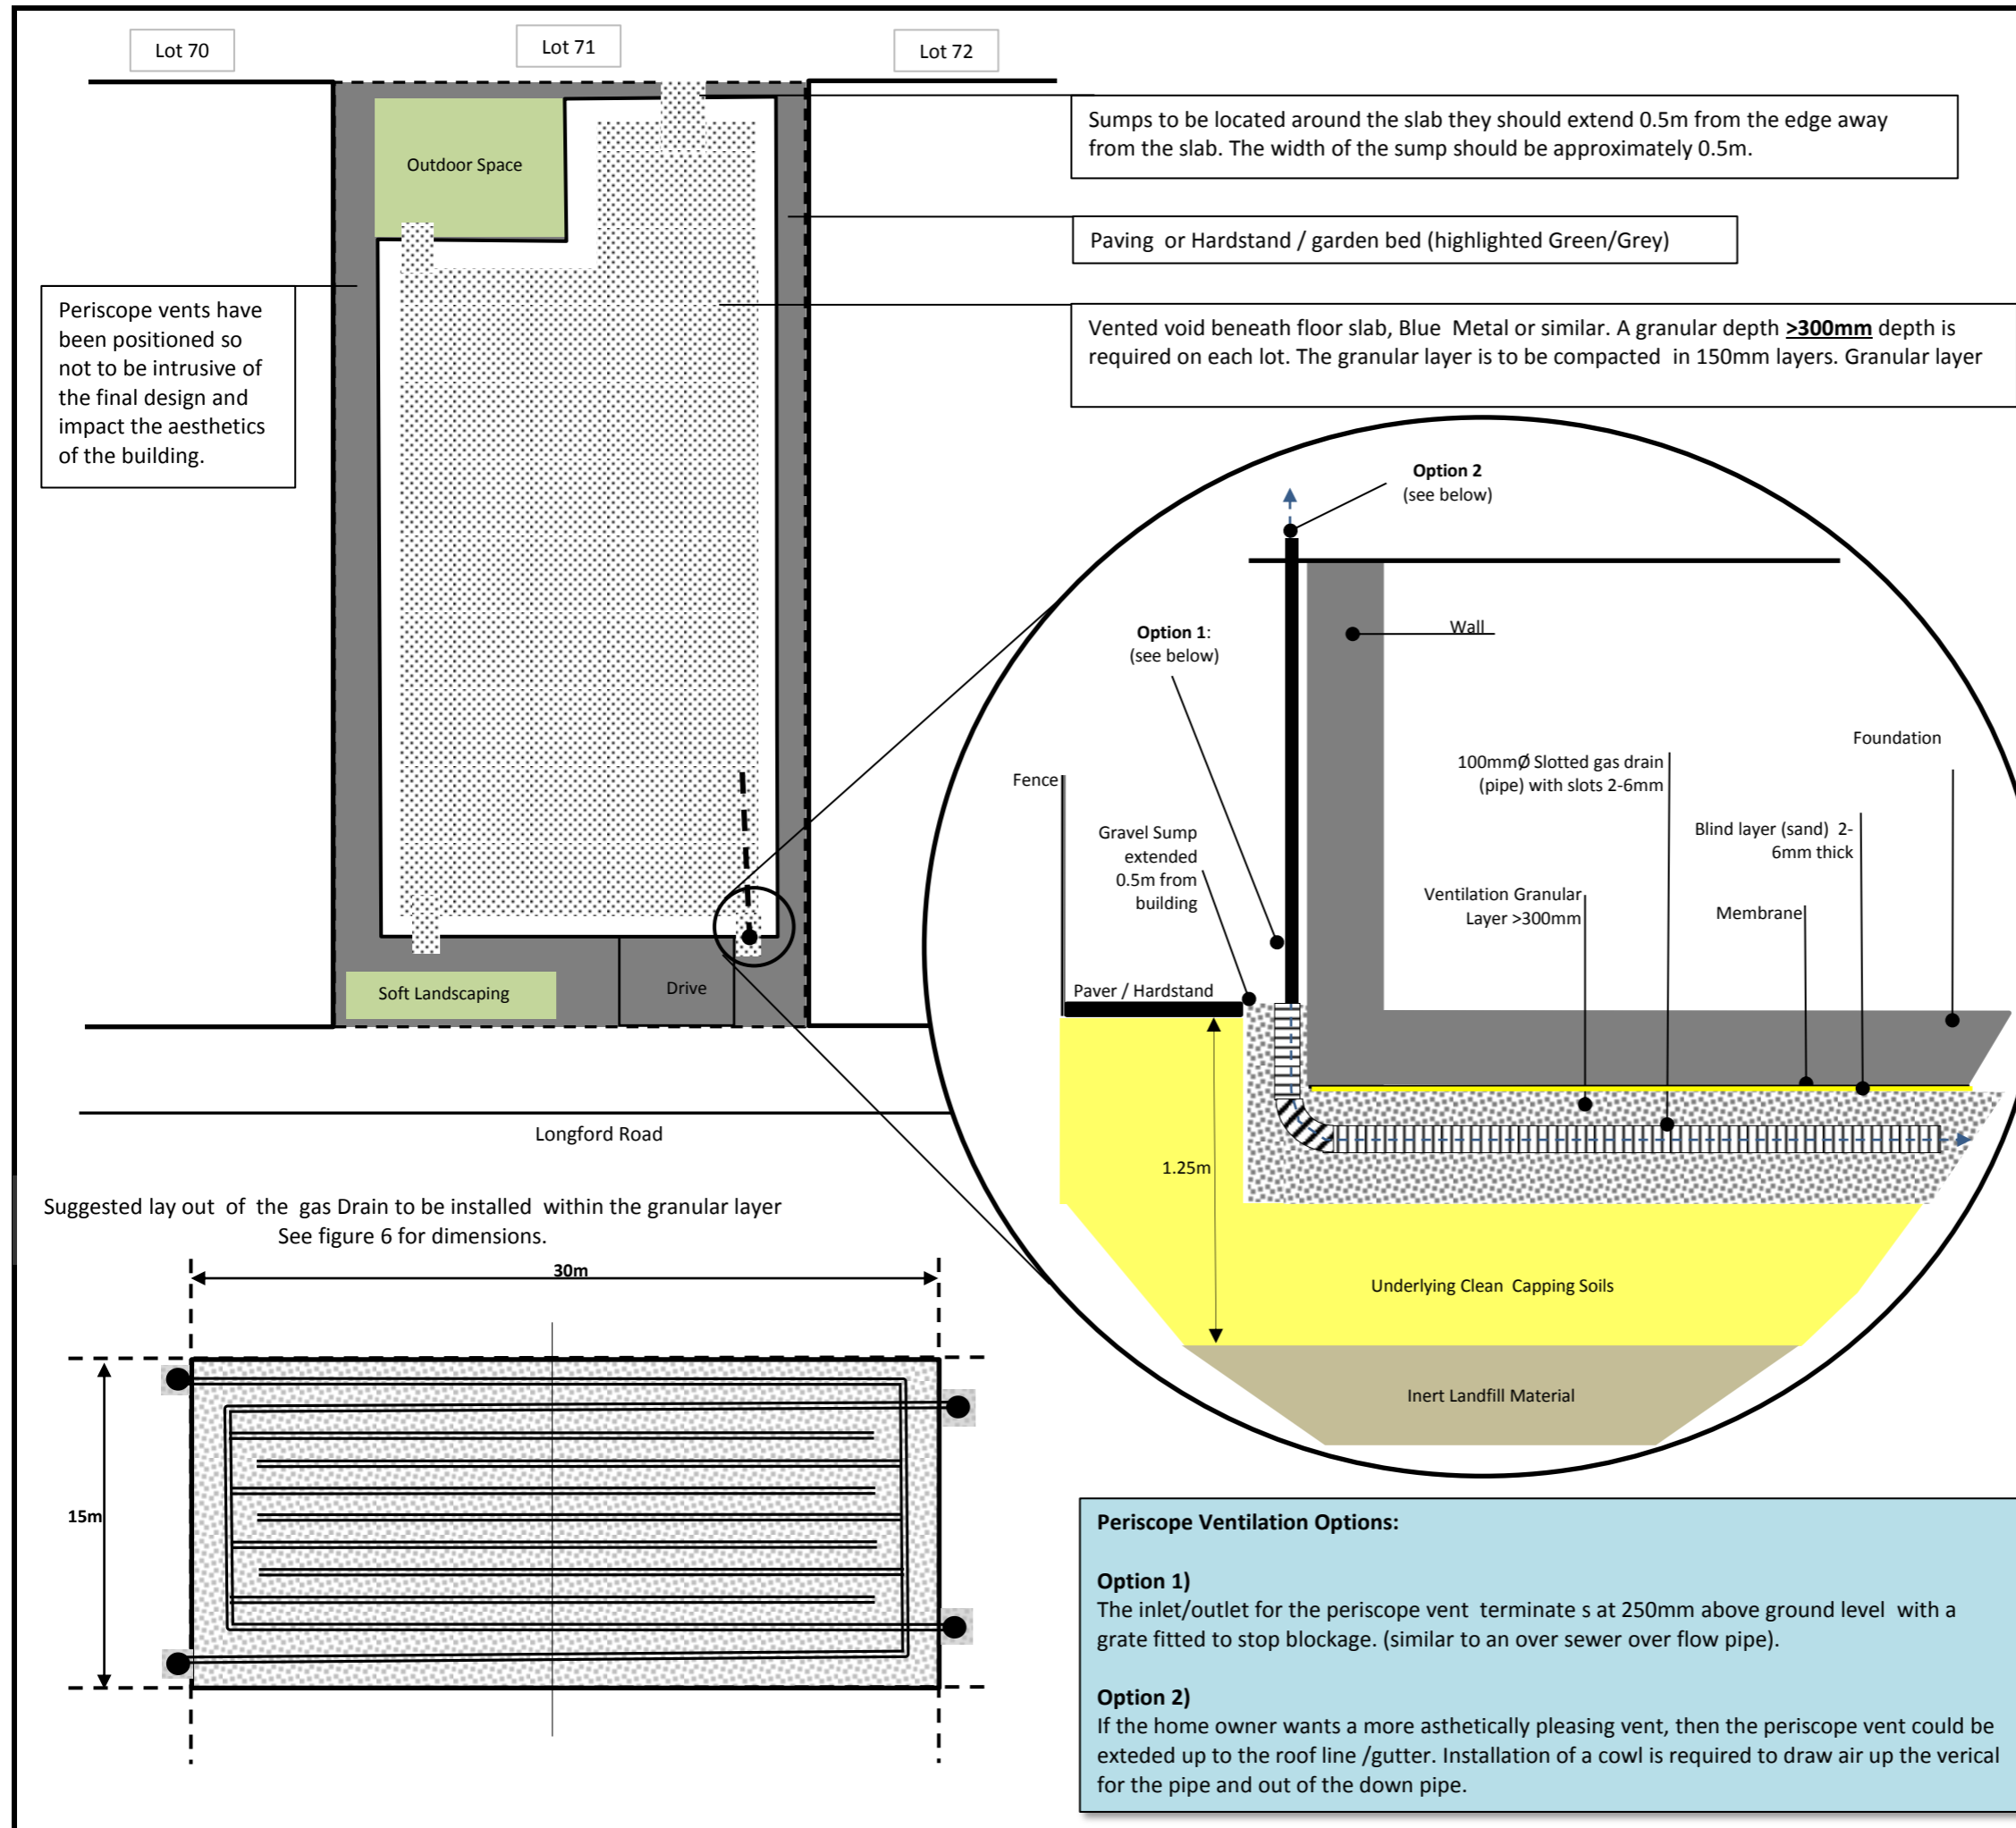 Lot 70
Lot 71
Lot 72
Sumps to be located around the slab they should extend 0.5m from the edge away
from the slab. The width of the sump should be approximately 0.5m.
Outdoor Space
Paving or Hardstand / garden bed (highlighted Green/Grey)
Periscope vents have
been positioned so
not to be intrusive of
the final design and
impact the aesthetics
of the building.
Vented void beneath floor slab, Blue Metal or similar. A granular depth >300mm depth is
required on each lot. The granular layer is to be compacted in 150mm layers. Granular layer
Option 2
(see below)
Option 1:
(see below)
Wall
Foundation
100mmØ Slotted gas drain
(pipe) with slots 2-6mm
Fence
Gravel Sump
extended
0.5m from
building
Blind layer (sand) 2-
6mm thick
Ventilation Granular
Layer >300mm
Membrane
Paver / Hardstand
Soft Landscaping
Drive
1.25m
Longford Road
Underlying Clean Capping Soils
Inert Landfill Material
Suggested lay out of the gas Drain to be installed within the granular layer
See figure 6 for dimensions.
30m
15m
Periscope Ventilation Options:
Option 1)
The inlet/outlet for the periscope vent terminate s at 250mm above ground level with a
grate fitted to stop blockage. (similar to an over sewer over flow pipe).
Option 2)
If the home owner wants a more asthetically pleasing vent, then the periscope vent could be
exteded up to the roof line /gutter. Installation of a cowl is required to draw air up the verical
for the pipe and out of the down pipe.